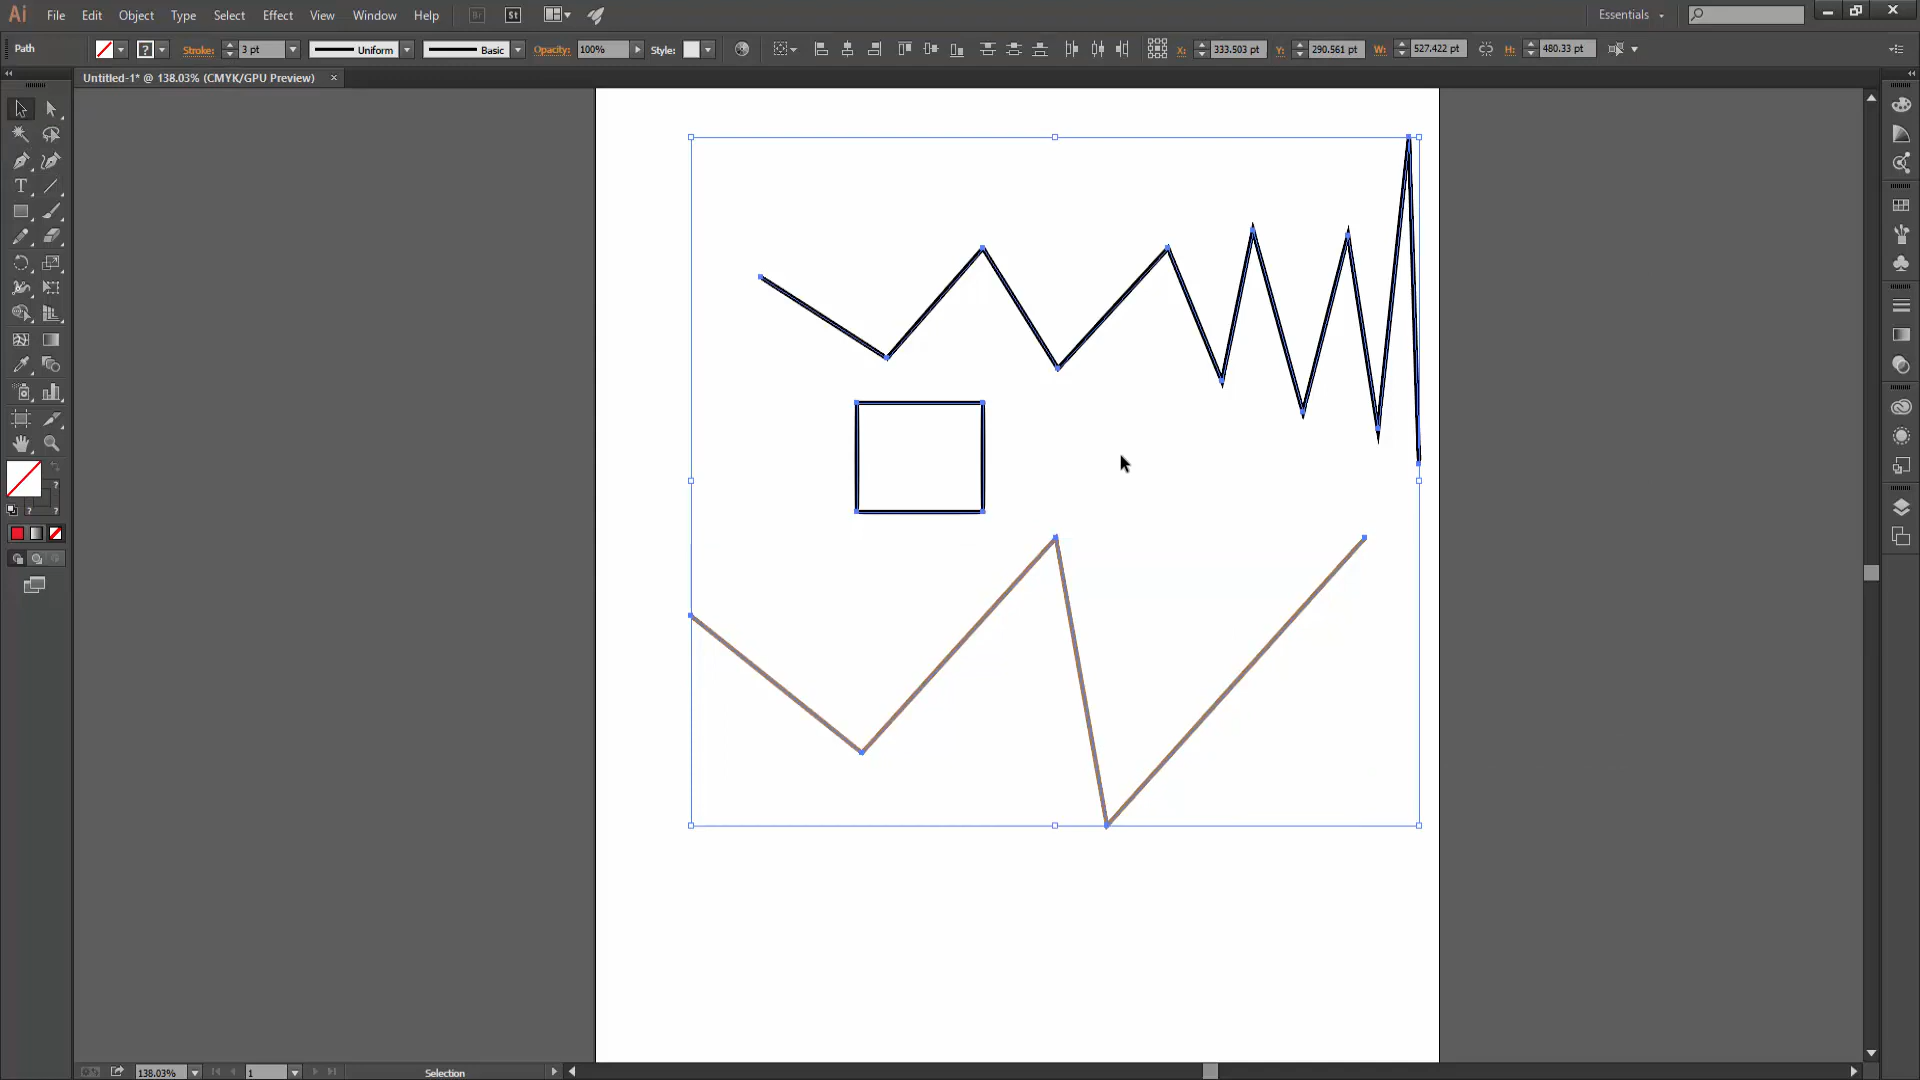 Ai File Edit Object Type Select Effect View Window Help Br St Essentials
Path ? Stroke: 3 pt Uniform Basic Opacity: 100% Style: X: 333.503 pt Y: 290.561 pt W: 527.422 pt H: 480.33 pt
Untitled-1* @ 138.03% (CMYK/GPU Preview) ×
T
?
? ?
138.03% 1 Selection